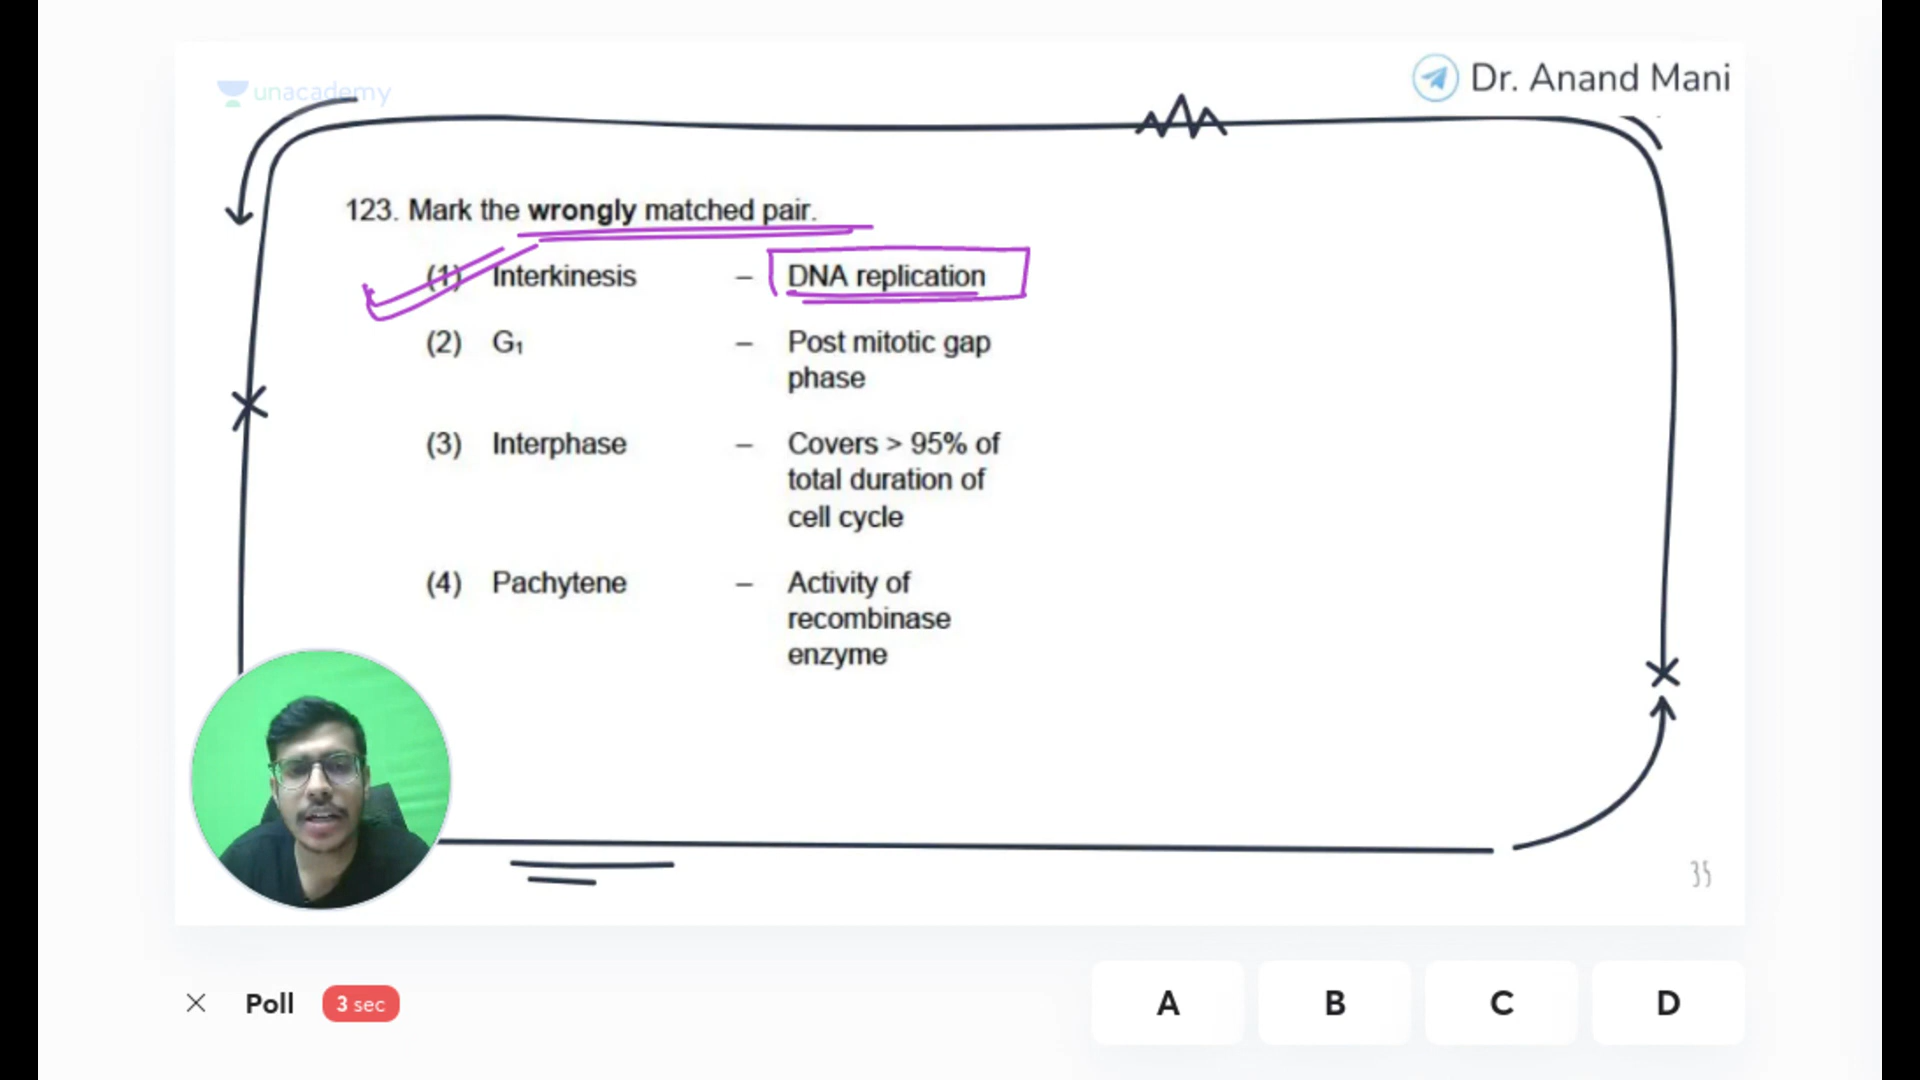 unacademy
Dr. Anand Mani
123. Mark the wrongly matched pair.
(1) Interkinesis – DNA replication
(2) G₁ – Post mitotic gap
phase
(3) Interphase – Covers > 95% of
total duration of
cell cycle
(4) Pachytene – Activity of
recombinase
enzyme
35
Poll 3 sec A B C D